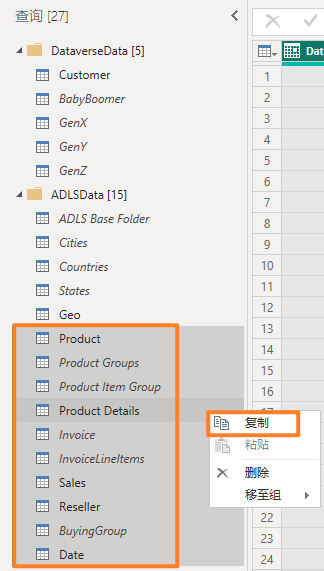 查询 [27]
DataverseData [5]
Customer
BabyBoomer
GenX
GenY
GenZ
ADLSData [15]
ADLS Base Folder
Cities
Countries
States
Geo
Product
Product Groups
Product Item Group
Product Details
Invoice
InvoiceLineItems
Sales
Reseller
BuyingGroup
Date
Dat
1
2
3
4
5
6
7
8
9
10
11
12
13
14
15
16
复制
粘贴
删除
移至组
22
23
24